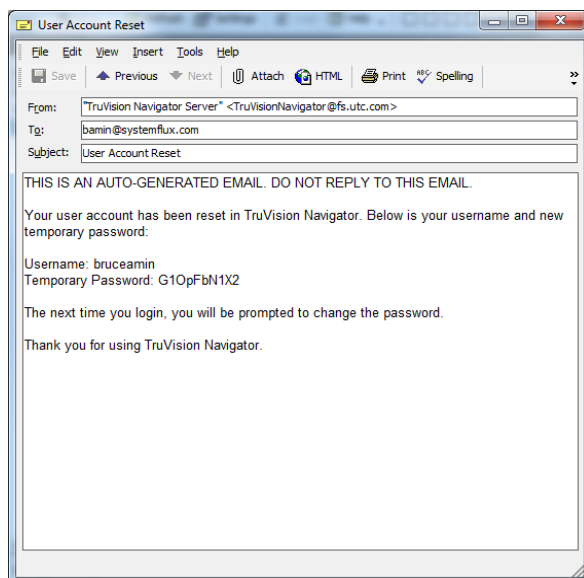 User Account Reset
File Edit View Insert Tools Help
Save Previous Next Attach HTML Print ABC Spelling »
From: "TruVision Navigator Server" <TruVisionNavigator@fs.utc.com>
To: bamin@systemflux.com
Subject: User Account Reset
THIS IS AN AUTO-GENERATED EMAIL. DO NOT REPLY TO THIS EMAIL.
Your user account has been reset in TruVision Navigator. Below is your username and new
temporary password:
Username: bruceamin
Temporary Password: G1OpFbN1X2
The next time you login, you will be prompted to change the password.
Thank you for using TruVision Navigator.